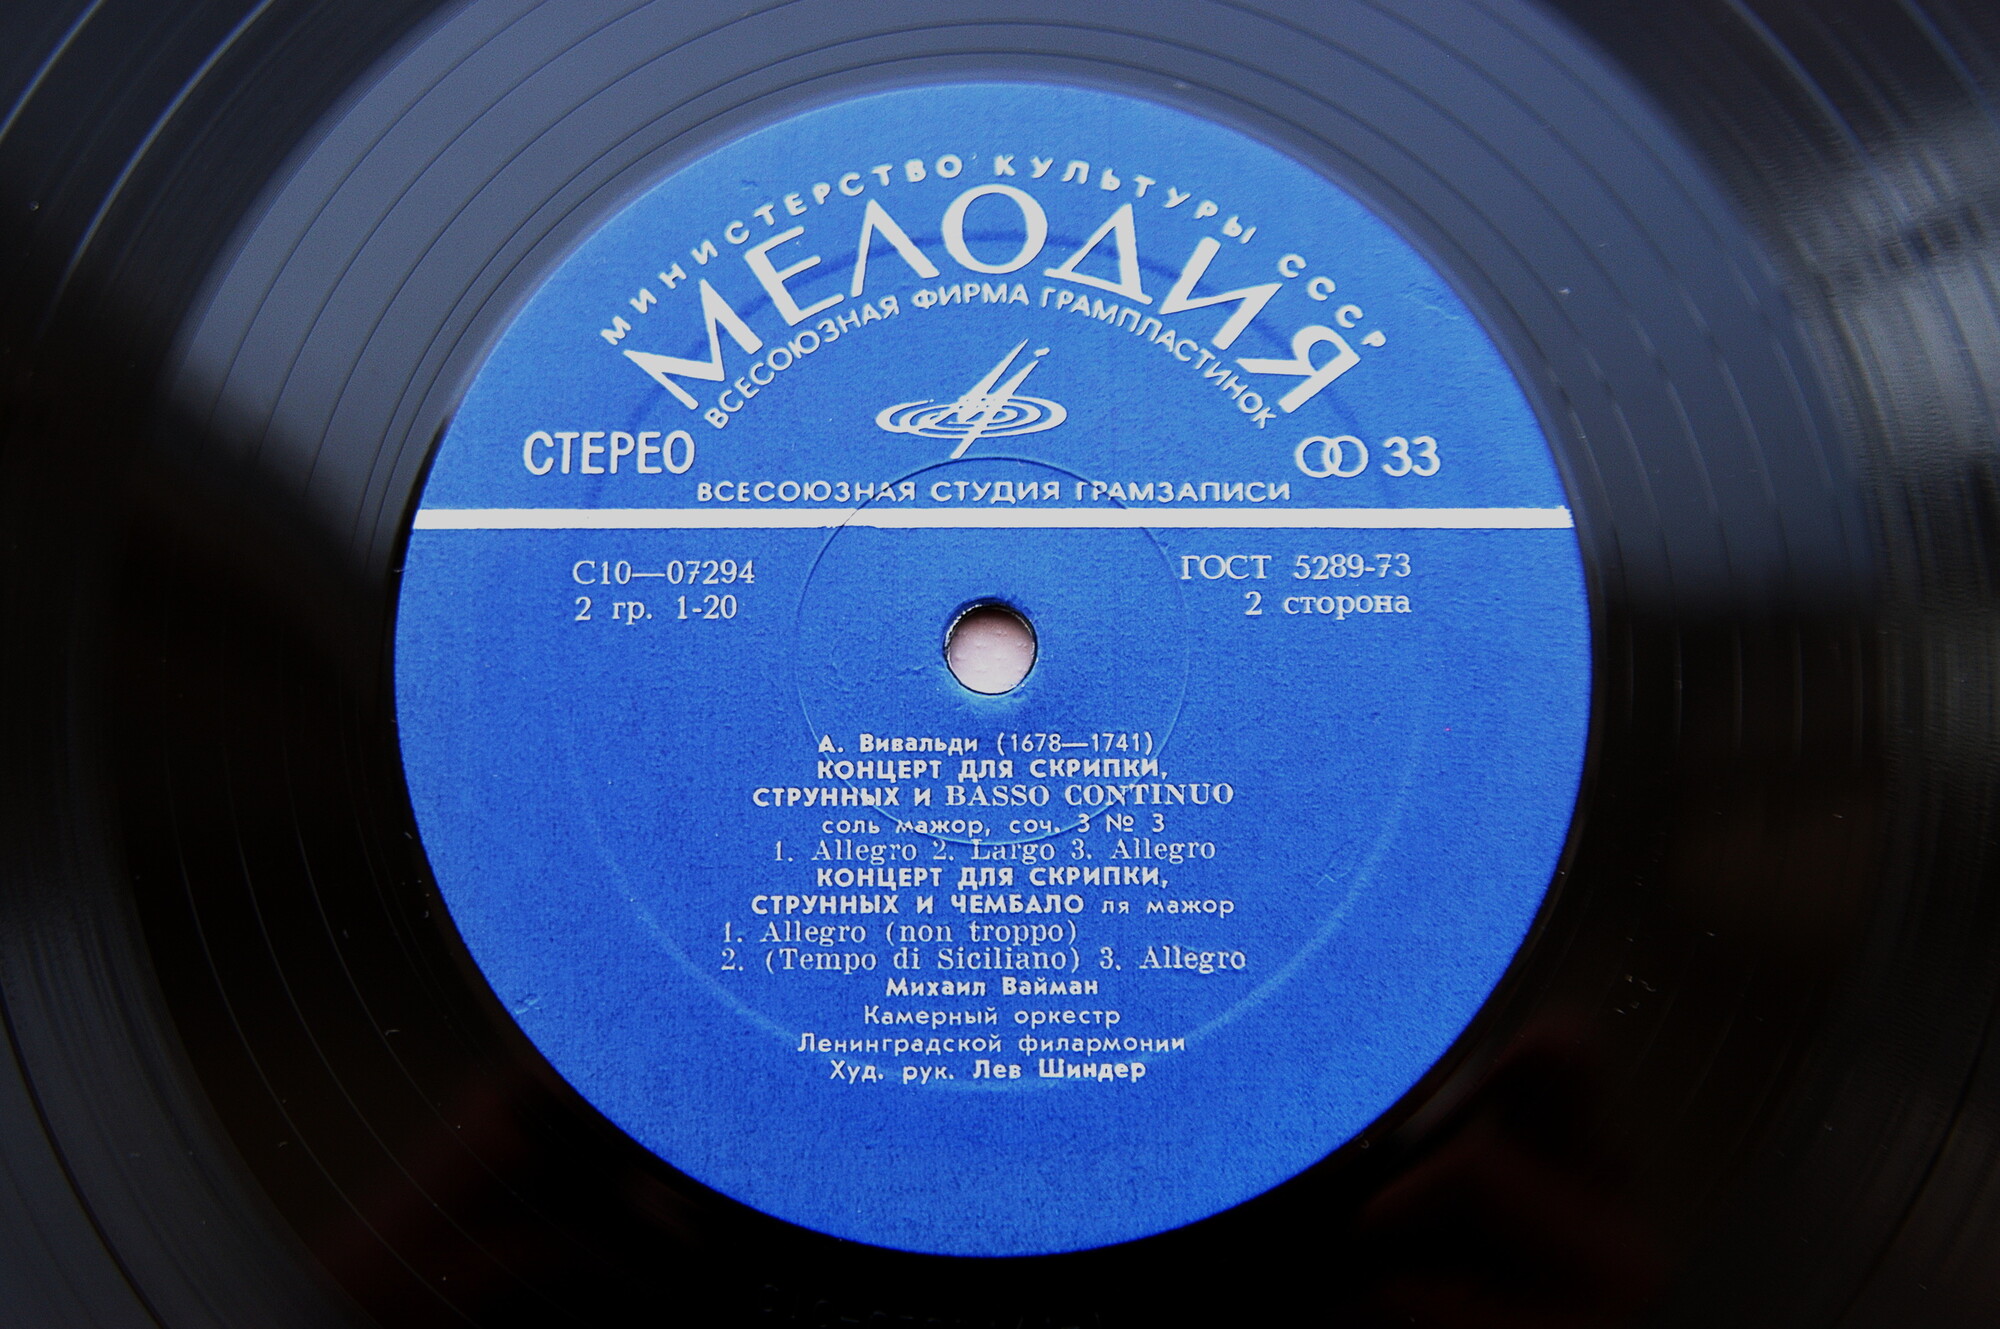 МИНИСТЕРСТВО КУЛЬТУРЫ СССР
МЕЛОДИЯ
ВСЕСОЮЗНАЯ ФИРМА ГРАМПЛАСТИНОК
СТЕРЕО
33
ВСЕСОЮЗНАЯ СТУДИЯ ГРАМЗАПИСИ
С10—07294
ГОСТ 5289-73
2 гр. 1-20
2 сторона
А. Вивальди (1678—1741)
КОНЦЕРТ ДЛЯ СКРИПКИ,
СТРУННЫХ И BASSO CONTINUO
соль мажор, соч. 3 № 3
1. Allegro 2. Largo 3. Allegro
КОНЦЕРТ ДЛЯ СКРИПКИ,
СТРУННЫХ И ЧЕМБАЛО ля мажор
1. Allegro (non troppo)
2. (Tempo di Siciliano) 3. Allegro
Михаил Вайман
Камерный оркестр
Ленинградской филармонии
Худ. рук. Лев Шиндер